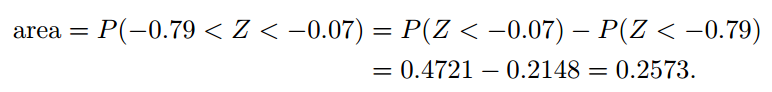 area = P(−0.79 < Z < −0.07) = P(Z < −0.07) − P(Z < −0.79)
= 0.4721 − 0.2148 = 0.2573.